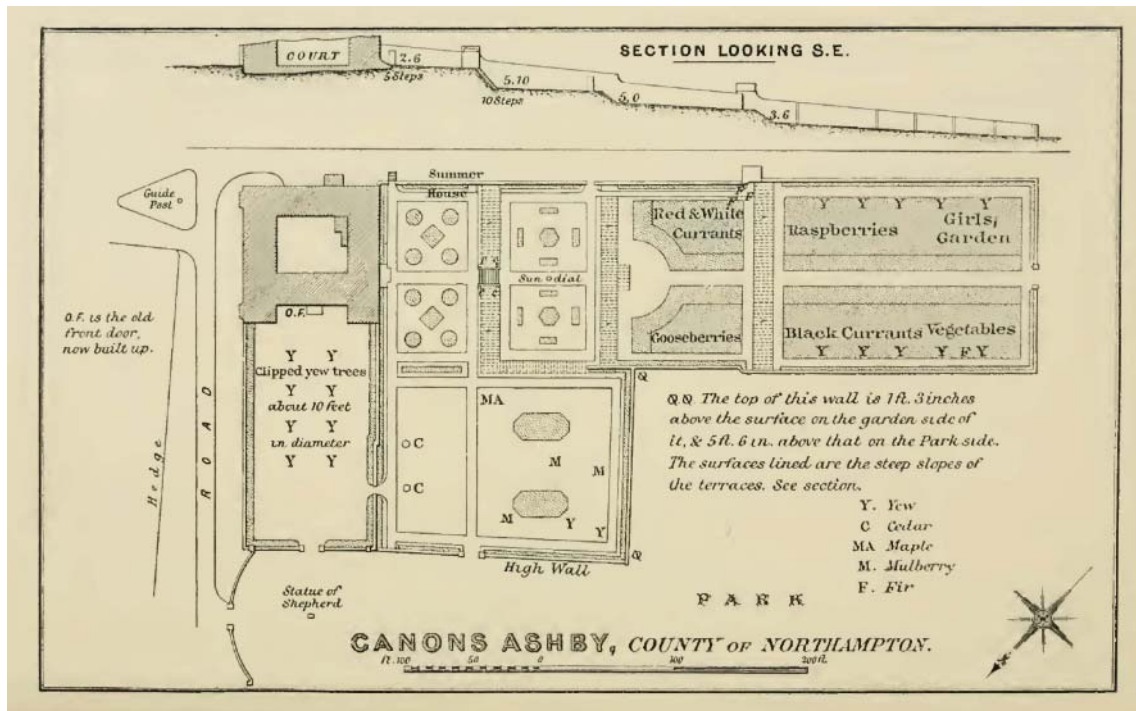 SECTION LOOKING S.E.
COURT
2.6
5 Steps
5.10
10 Steps
5.0
3.6
Guide
Post
Summer
House
F
F
F
Red & White
Currants
Y Y Y Y Y
Raspberries
Girls,
Garden
Sun dial
O.F. is the old
front door,
now built up.
O.F.
Gooseberries
Black Currants Vegetables
Y Y Y Y F Y
Y Y
Clipped yew trees
Y Y
about 10 feet
Y Y
in diameter
Y Y
ROAD
Hedge
MA
C
C
M
M
M
Y
Y
Q
Q
High Wall
Q Q The top of this wall is 1 ft. 3 inches
above the surface on the garden side of
it, & 5 ft. 6 in. above that on the Park side.
The surfaces lined are the steep slopes of
the terraces. See section.
Y. Yew
C Cedar
MA Maple
M. Mulberry
F. Fir
Statue of
Shepherd
PARK
CANONS ASHBY, COUNTY OF NORTHAMPTON.
ft. 100 50 0 100 200 ft.